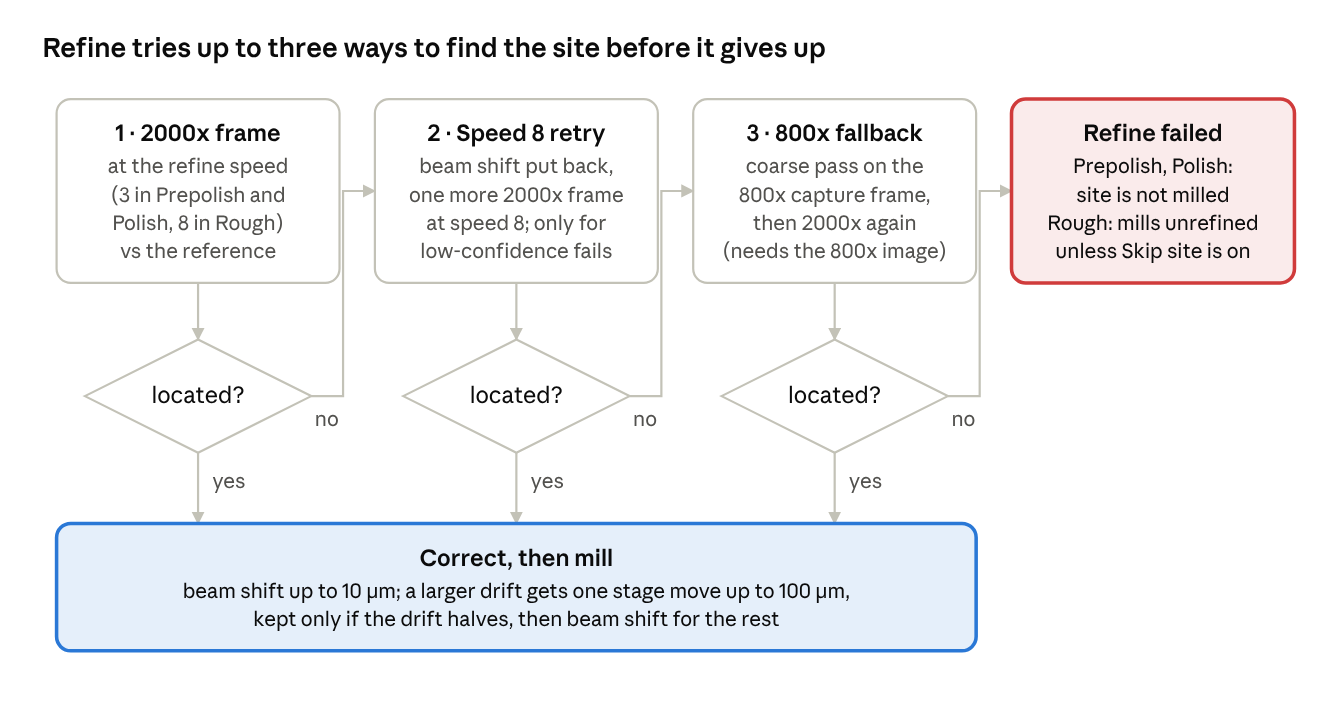 Refine tries up to three ways to find the site before it gives up
1 · 2000x frame
at the refine speed
(3 in Prepolish and
Polish, 8 in Rough)
vs the reference
2 · Speed 8 retry
beam shift put back,
one more 2000x frame
at speed 8; only for
low-confidence fails
3 · 800x fallback
coarse pass on the
800x capture frame,
then 2000x again
(needs the 800x image)
Refine failed
Prepolish, Polish:
site is not milled
Rough: mills unrefined
unless Skip site is on
located?
no
yes
located?
no
yes
located?
no
yes
Correct, then mill
beam shift up to 10 µm; a larger drift gets one stage move up to 100 µm,
kept only if the drift halves, then beam shift for the rest